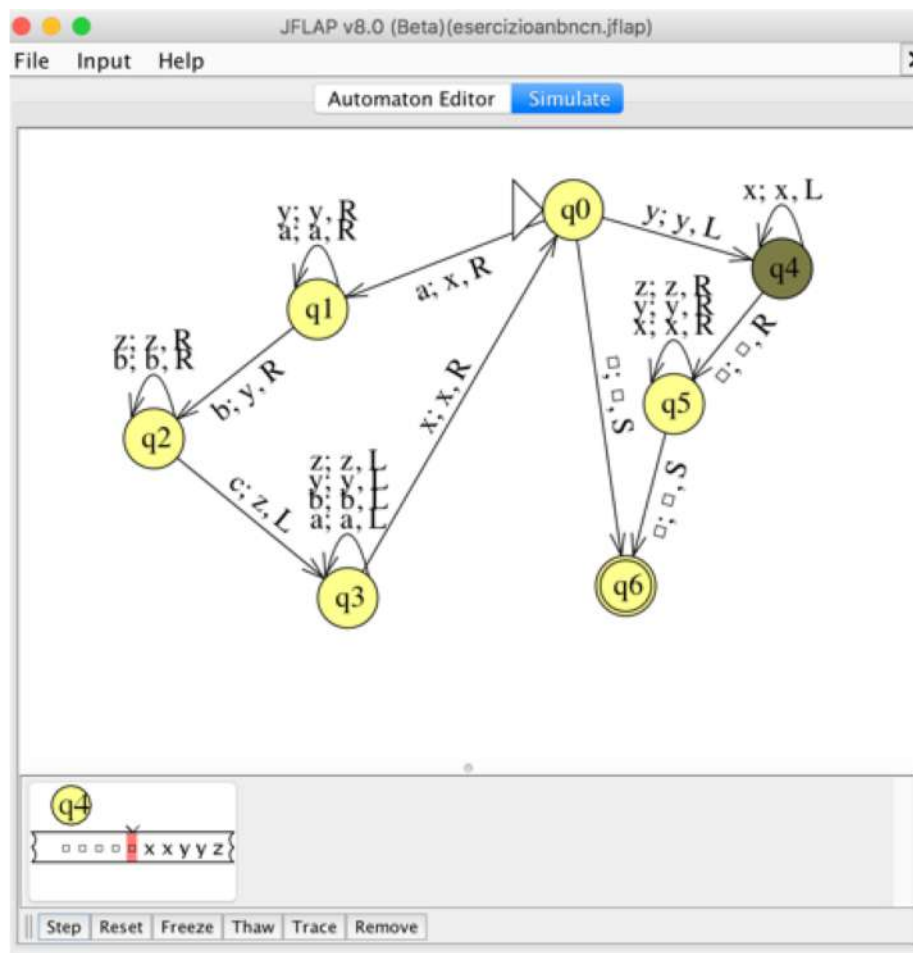 JFLAP v8.0 (Beta)(esercizioanbncn.jflap)
File Input Help
Automaton Editor Simulate
q0
y; y, L
x; x, L
q4
y; y, R
a; a, R
q1
a; x, R
z; z, R
y; y, R
x; x, R
q5
□; □, R
z; z, R
b; b, R
q2
b; y, R
x; x, R
□; □, S
c; z, L
z; z, L
y; y, L
b; b, L
a; a, L
q3
□; □, S
q6
q4
□ □ □ □ □ x x y y z
Step Reset Freeze Thaw Trace Remove